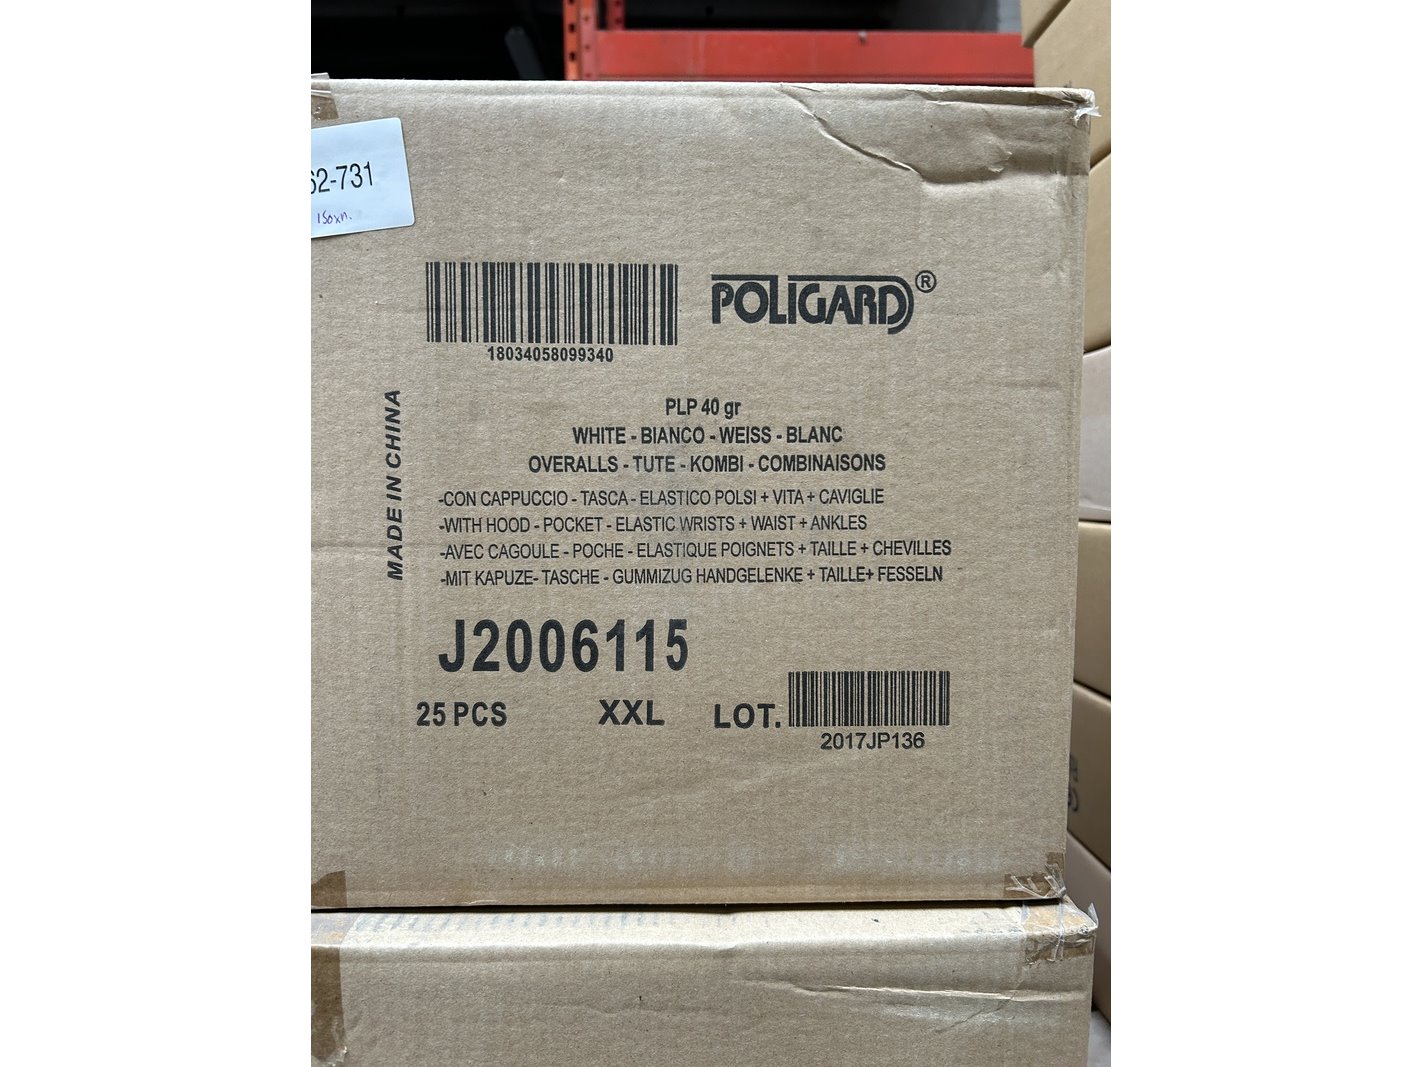 62-731
POLIGARD®
18034058099340
MADE IN CHINA
PLP 40 gr
WHITE - BIANCO - WEISS - BLANC
OVERALLS - TUTE - KOMBI - COMBINAISONS
-CON CAPPUCCIO - TASCA - ELASTICO POLSI + VITA + CAVIGLIE
-WITH HOOD - POCKET - ELASTIC WRISTS + WAIST + ANKLES
-AVEC CAGOULE - POCHE - ELASTIQUE POIGNETS + TAILLE + CHEVILLES
-MIT KAPUZE- TASCHE - GUMMIZUG HANDGELENKE + TAILLE+ FESSELN
J2006115
25 PCS XXL LOT.
2017JP136